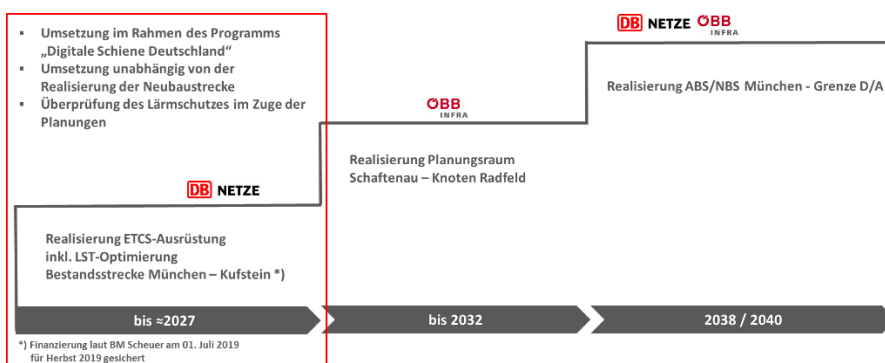 ▪ Umsetzung im Rahmen des Programms
„Digitale Schiene Deutschland“
▪ Umsetzung unabhängig von der
Realisierung der Neubaustrecke
▪ Überprüfung des Lärmschutzes im Zuge der
Planungen
DB NETZE
Realisierung ETCS-Ausrüstung
inkl. LST-Optimierung
Bestandsstrecke München – Kufstein *)
bis ≈2027
*) Finanzierung laut BM Scheuer am 01. Juli 2019
für Herbst 2019 gesichert
ÖBB
INFRA
Realisierung Planungsraum
Schaftenau – Knoten Radfeld
bis 2032
DB NETZE ÖBB
INFRA
Realisierung ABS/NBS München - Grenze D/A
2038 / 2040